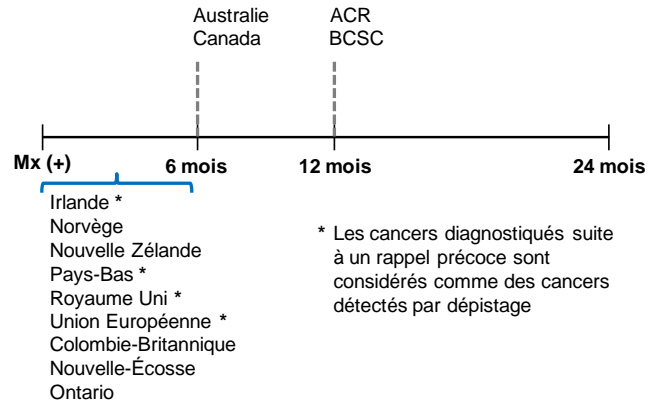 Australie
Canada
ACR
BCSC
Mx (+)
6 mois
12 mois
24 mois
Irlande *
Norvège
Nouvelle Zélande
Pays-Bas *
Royaume Uni *
Union Européenne *
Colombie-Britannique
Nouvelle-Écosse
Ontario
* Les cancers diagnostiqués suite
à un rappel précoce sont
considérés comme des cancers
détectés par dépistage